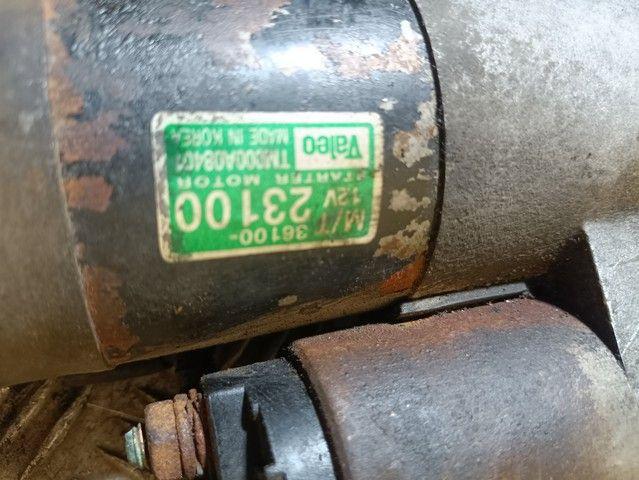 36100-
M/T 23100
12V
STARTER MOTOR
TM000A08401
Valeo MADE IN KOREA